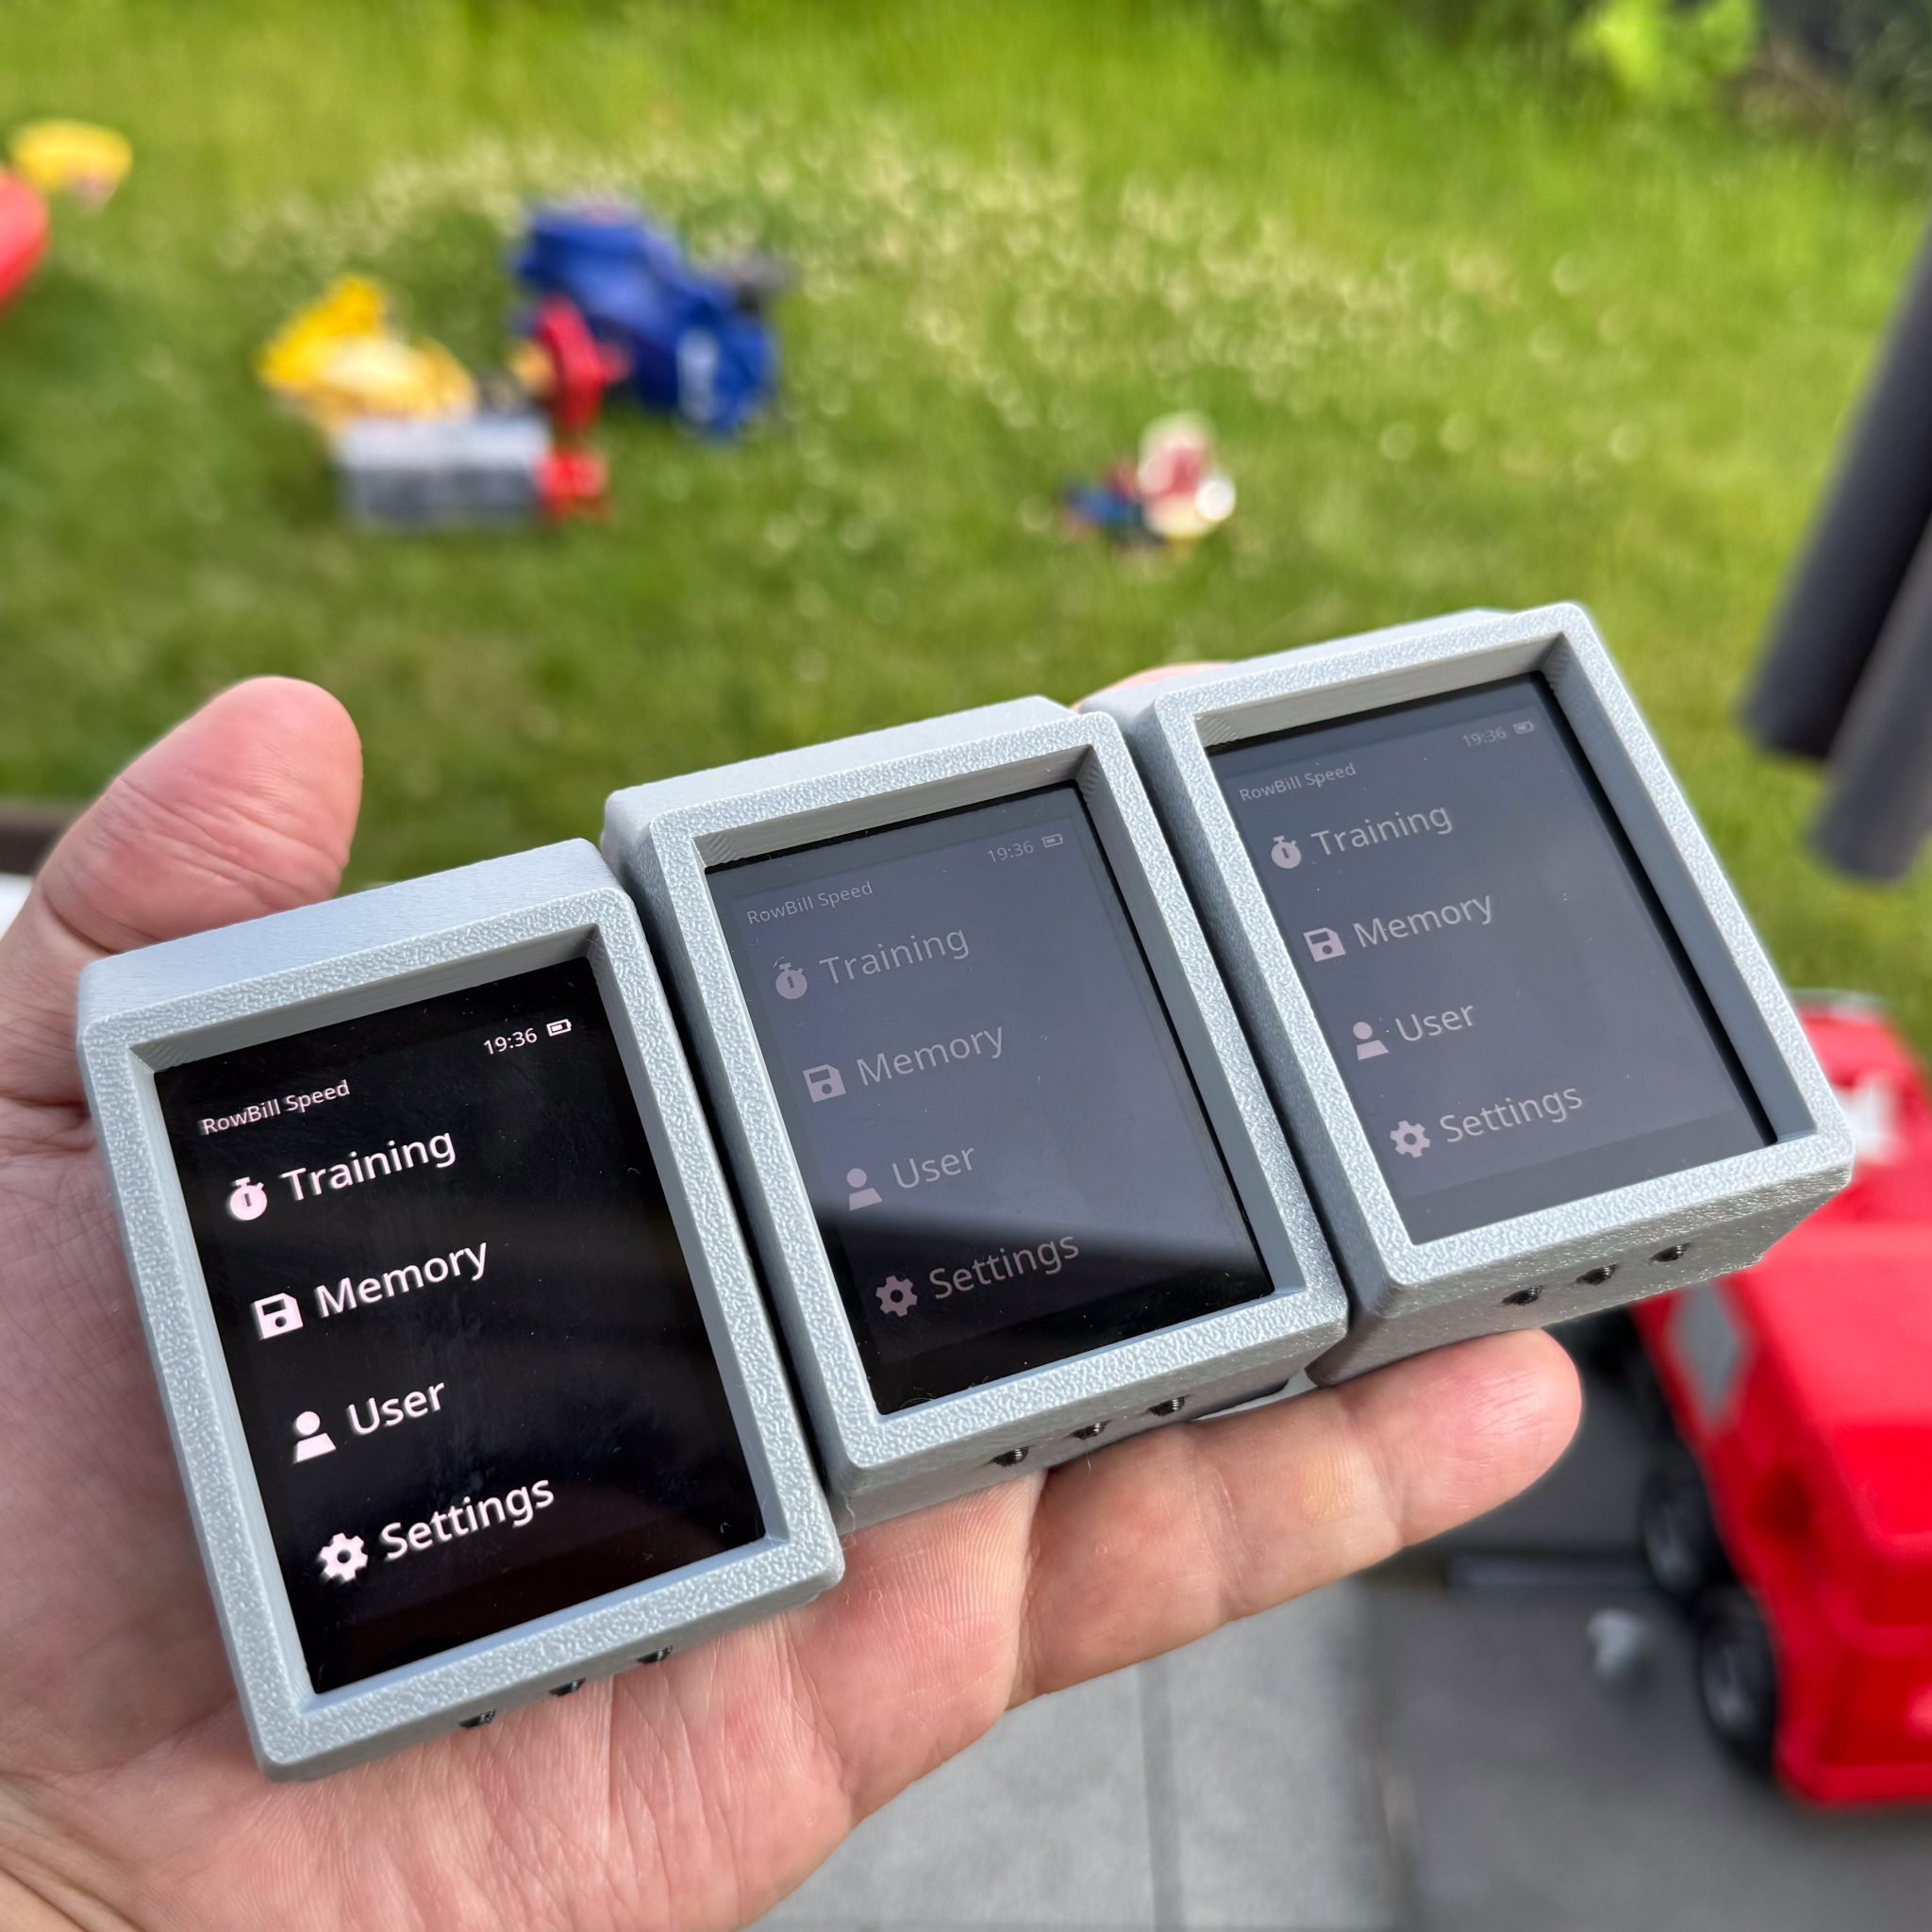 19:36
RowBill Speed
Training
Memory
User
Settings
19:36
RowBill Speed
Training
Memory
User
Settings
19:36
RowBill Speed
Training
Memory
User
Settings